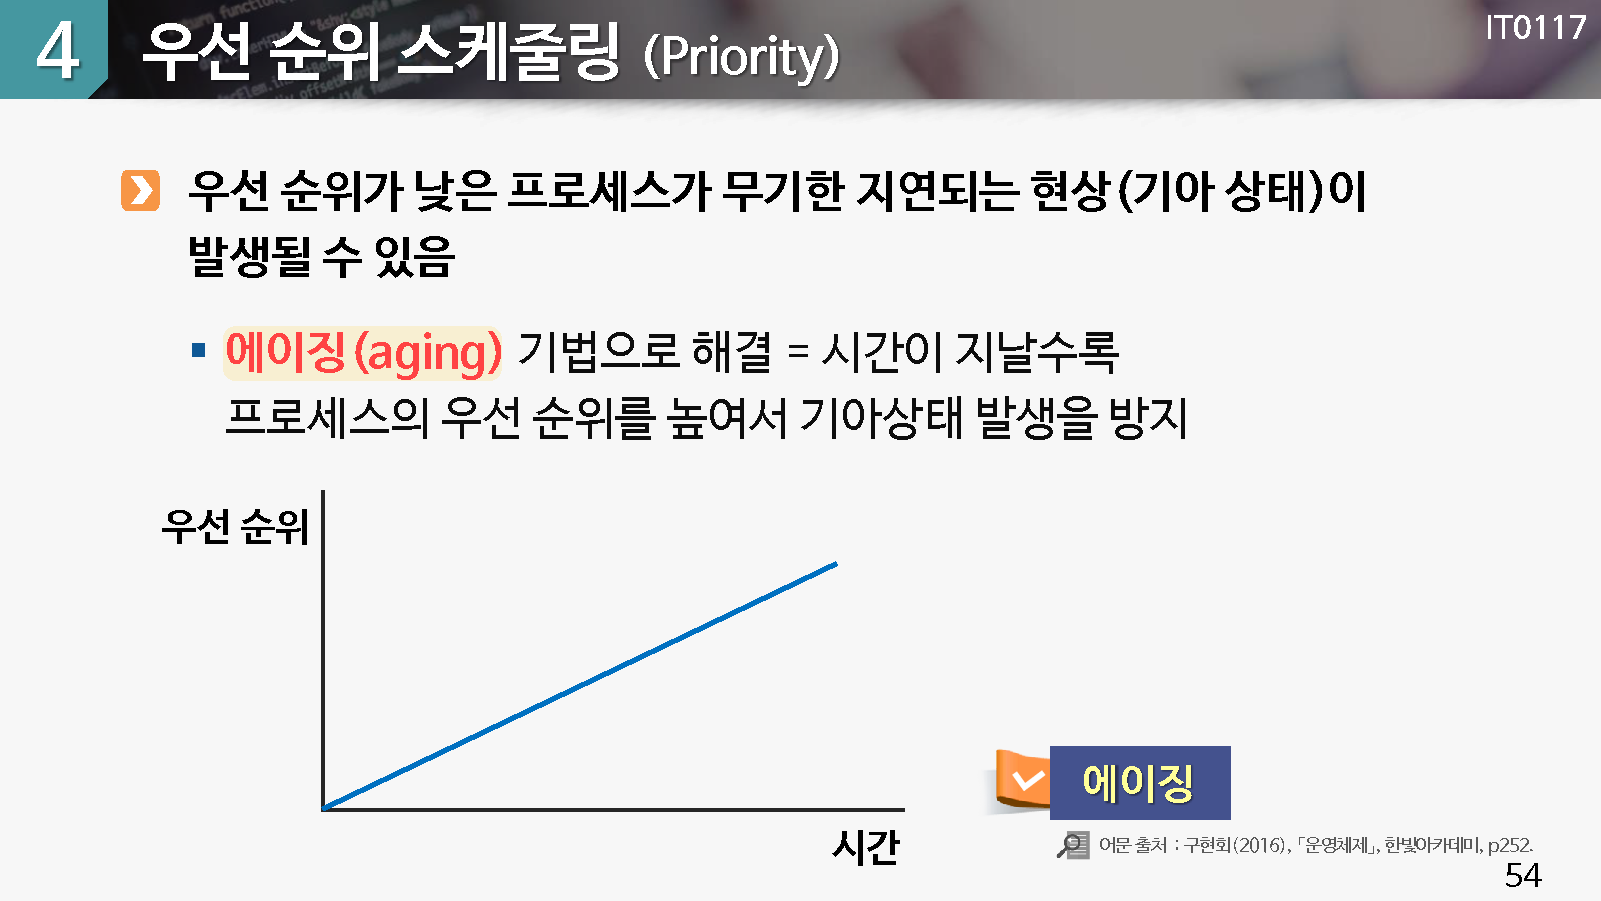 4 우선 순위 스케줄링 (Priority)
IT0117
우선 순위가 낮은 프로세스가 무기한 지연되는 현상(기아 상태)이
발생될 수 있음
에이징(aging) 기법으로 해결 = 시간이 지날수록
프로세스의 우선 순위를 높여서 기아상태 발생을 방지
우선 순위
시간
에이징
어문 출처 : 구현회(2016), 「운영체제」, 한빛아카데미, p252.
54